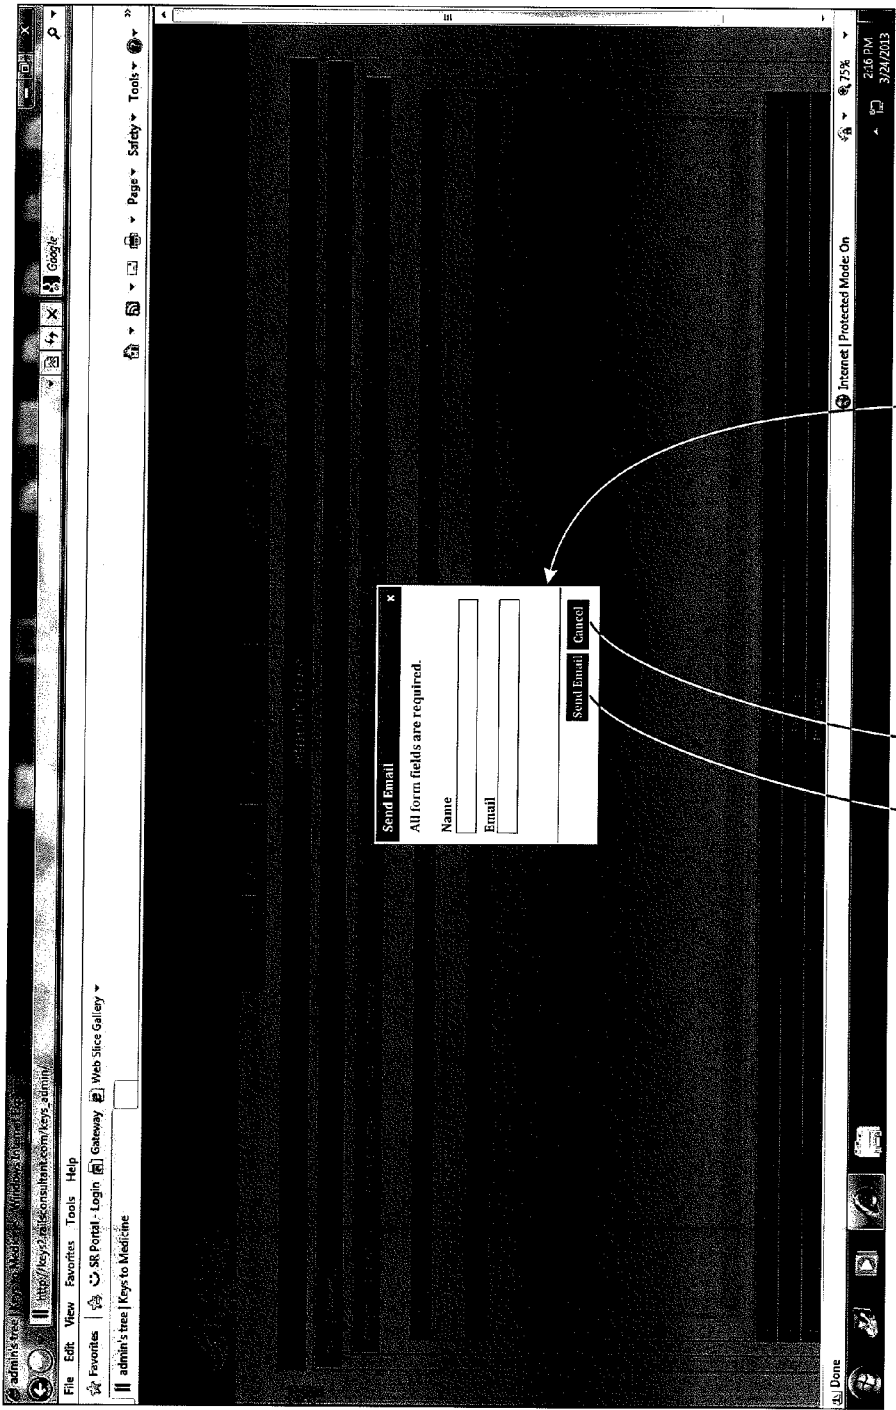 admin's tree | Keys to Medicine - Windows Internet Explorer
http://keys2.railsconsultant.com/keys_admin/
Google
File Edit View Favorites Tools Help
Favorites SR Portal - Login Gateway Web Slice Gallery
admin's tree | Keys to Medicine
Page Safety Tools
Send Email x
All form fields are required.
Name
Email
Send Email Cancel
Done
Internet | Protected Mode: On
75%
2:16 PM
3/24/2013